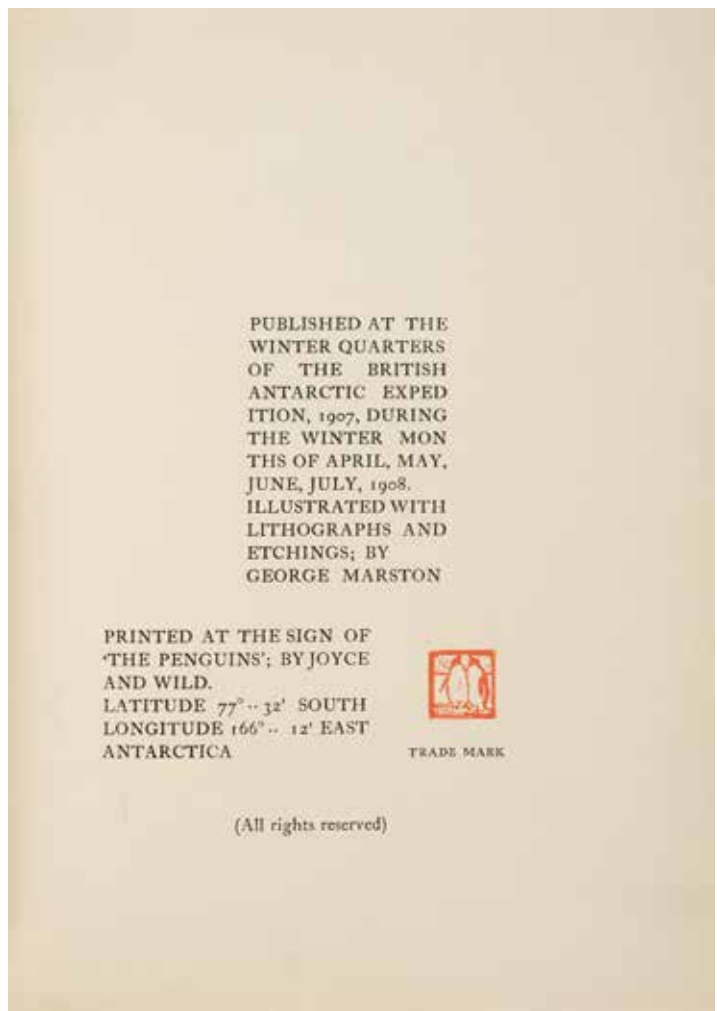 PUBLISHED AT THE
WINTER QUARTERS
OF THE BRITISH
ANTARCTIC EXPED
ITION, 1907, DURING
THE WINTER MON
THS OF APRIL, MAY,
JUNE, JULY, 1908.
ILLUSTRATED WITH
LITHOGRAPHS AND
ETCHINGS; BY
GEORGE MARSTON
PRINTED AT THE SIGN OF
'THE PENGUINS'; BY JOYCE
AND WILD.
LATITUDE 77° ·· 32' SOUTH
LONGITUDE 166° ·· 12' EAST
ANTARCTICA
TRADE MARK
(All rights reserved)